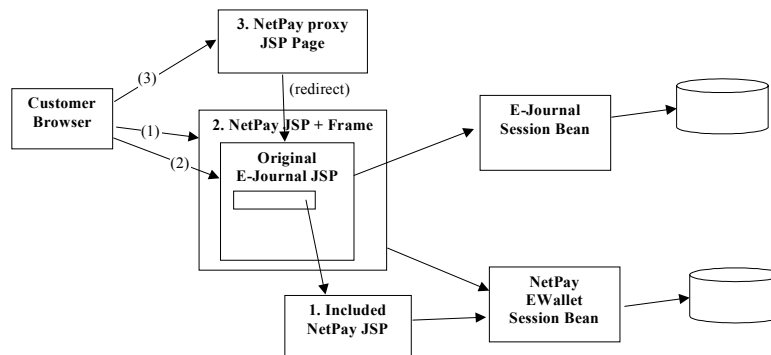 3. NetPay proxy
JSP Page
(3)
(redirect)
Customer
Browser
(1)
(2)
2. NetPay JSP + Frame
Original
E-Journal JSP
E-Journal
Session Bean
1. Included
NetPay JSP
NetPay
EWallet
Session Bean